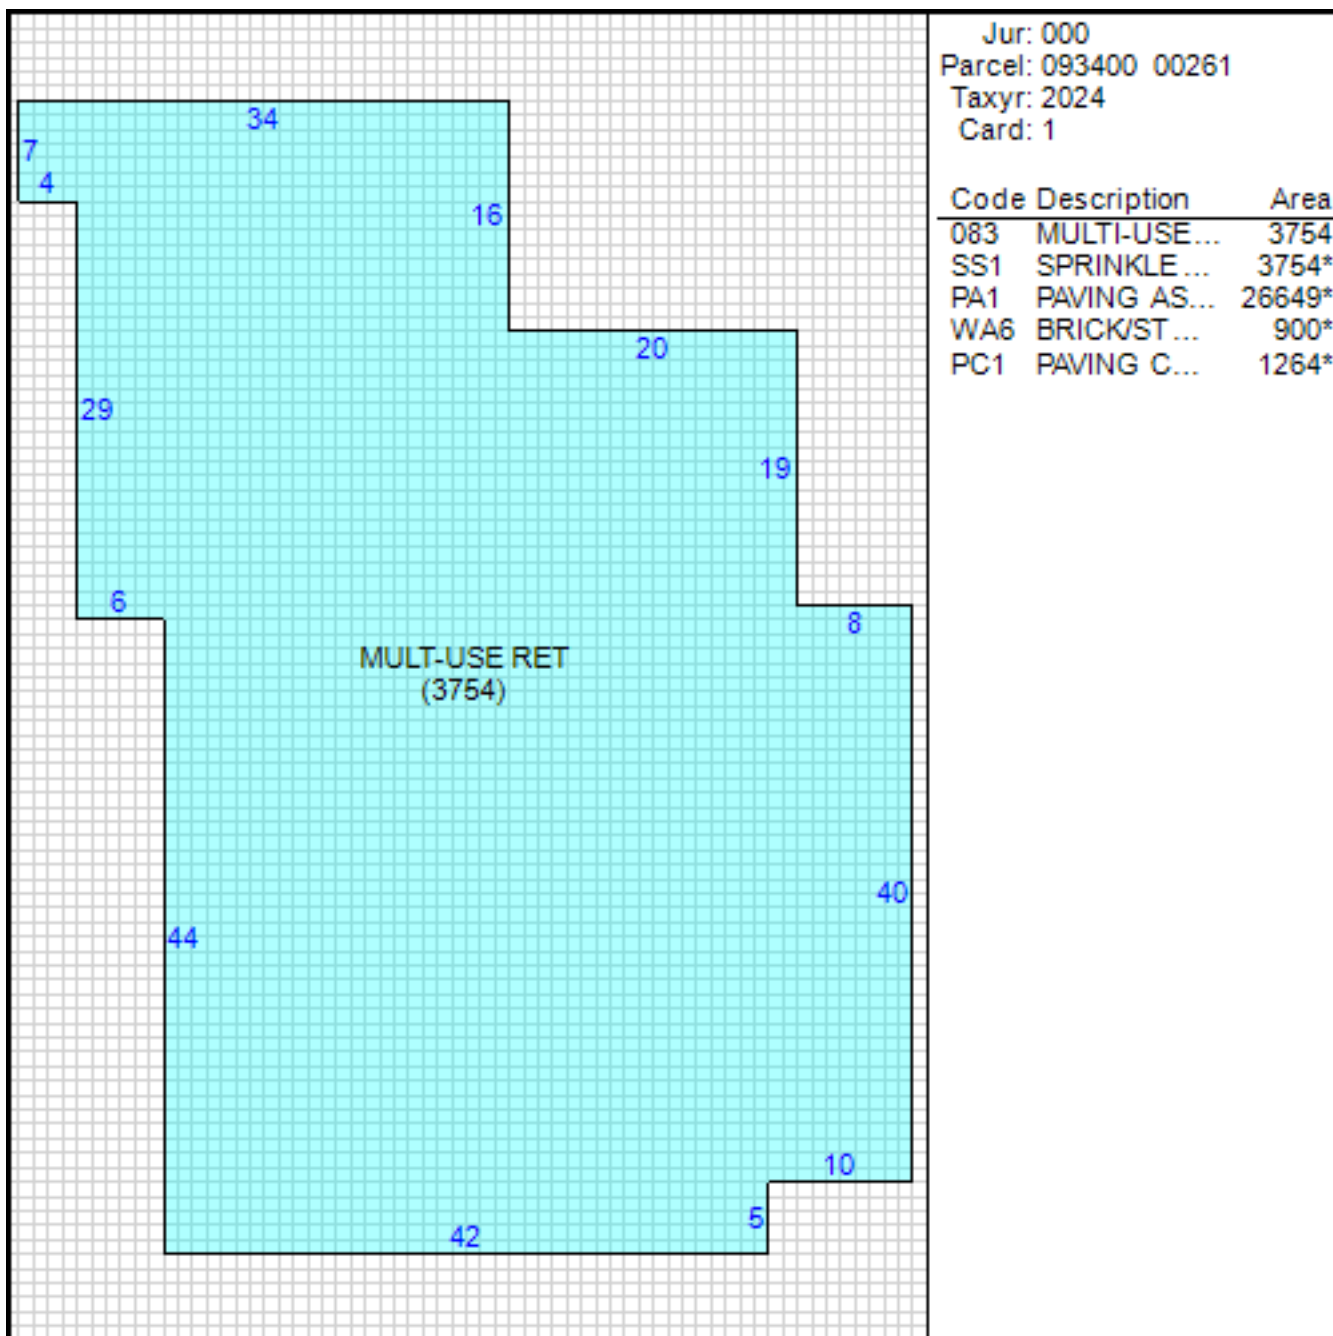 Jur: 000
Parcel: 093400 00261
Taxyr: 2024
Card: 1
Code Description Area
083 MULTI-USE... 3754
SS1 SPRINKLE... 3754*
PA1 PAVING AS... 26649*
WA6 BRICK/ST... 900*
PC1 PAVING C... 1264*
34
7
4
16
20
29
19
6
8
MULT-USE RET
(3754)
40
44
10
5
42